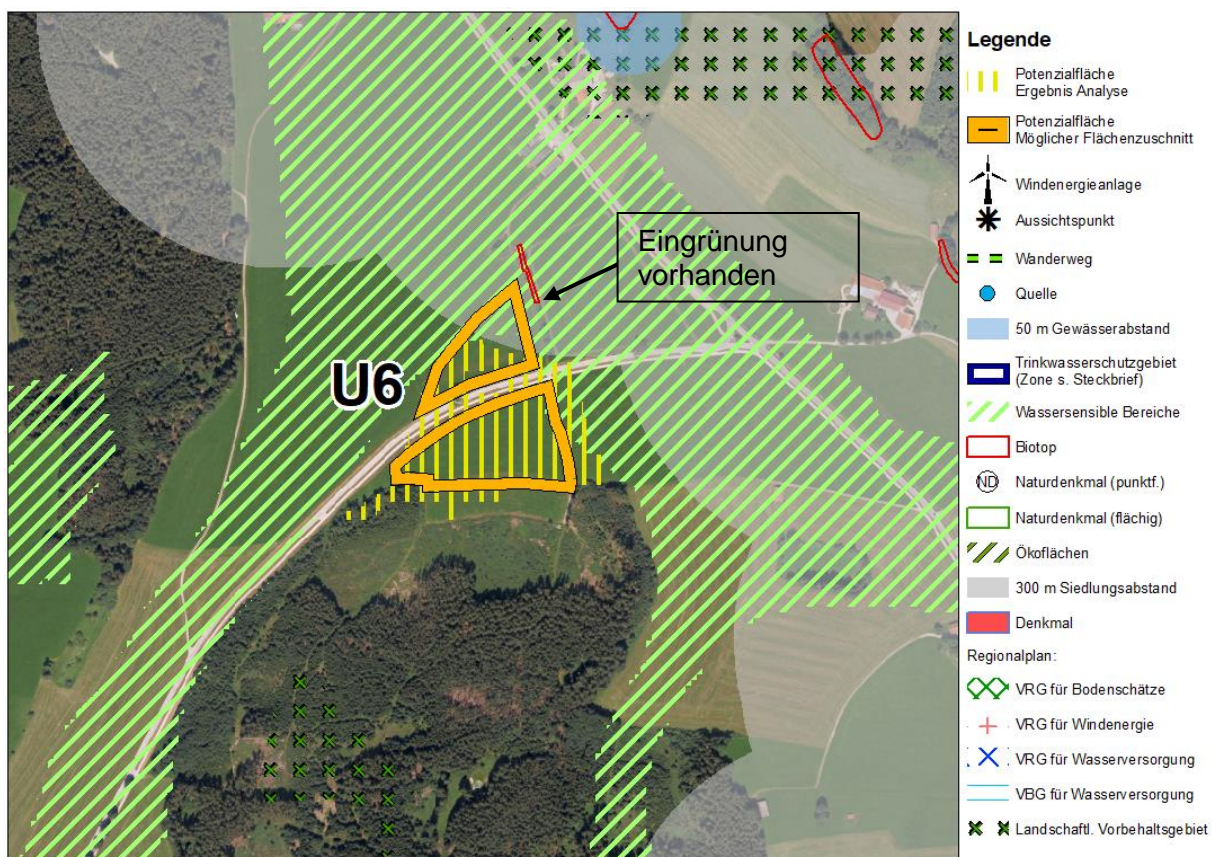 Eingrünung
vorhanden
U6
Legende
Potenzialfläche
Ergebnis Analyse
Potenzialfläche
Möglicher Flächenzuschnitt
Windenergieanlage
Aussichtspunkt
Wanderweg
Quelle
50 m Gewässerabstand
Trinkwasserschutzgebiet
(Zone s. Steckbrief)
Wassersensible Bereiche
Biotop
ND Naturdenkmal (punktf.)
Naturdenkmal (flächig)
Ökoflächen
300 m Siedlungsabstand
Denkmal
Regionalplan:
VRG für Bodenschätze
VRG für Windenergie
VRG für Wasserversorgung
VBG für Wasserversorgung
Landschaftl. Vorbehaltsgebiet